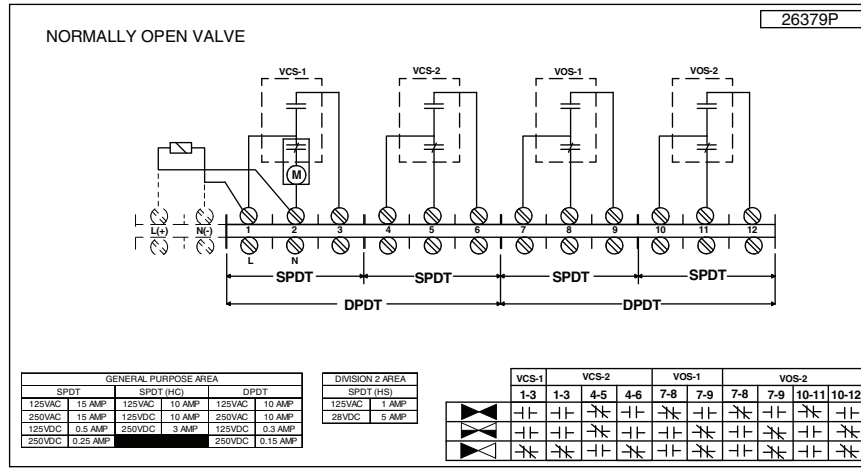 26379P
NORMALLY OPEN VALVE
VCS-1 VCS-2 VOS-1 VOS-2
M
L(+) N(-) 1 2 3 4 5 6 7 8 9 10 11 12
L N
SPDT SPDT SPDT SPDT
DPDT DPDT
GENERAL PURPOSE AREA
SPDT SPDT (HC) DPDT
125VAC 15 AMP 125VAC 10 AMP 125VAC 10 AMP
250VAC 15 AMP 125VDC 10 AMP 250VAC 10 AMP
125VDC 0.5 AMP 250VDC 3 AMP 125VDC 0.3 AMP
250VDC 0.25 AMP 250VDC 0.15 AMP
DIVISION 2 AREA
SPDT (HS)
125VAC 1 AMP
28VDC 5 AMP
VCS-1 VCS-2 VOS-1 VOS-2
1-3 1-3 4-5 4-6 7-8 7-9 7-8 7-9 10-11 10-12